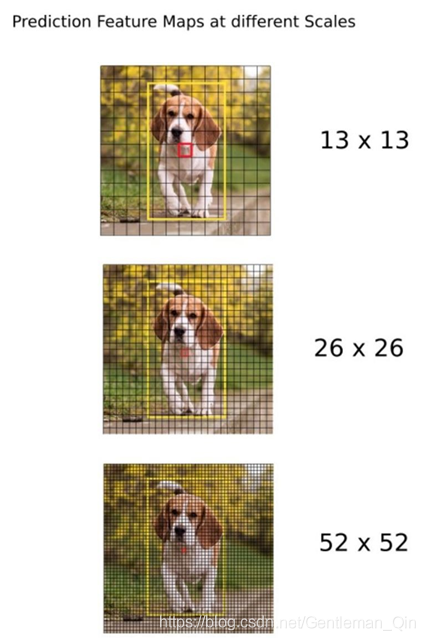 Prediction Feature Maps at different Scales
13 x 13
26 x 26
52 x 52
https://blog.csdn.net/Gentleman_Qin